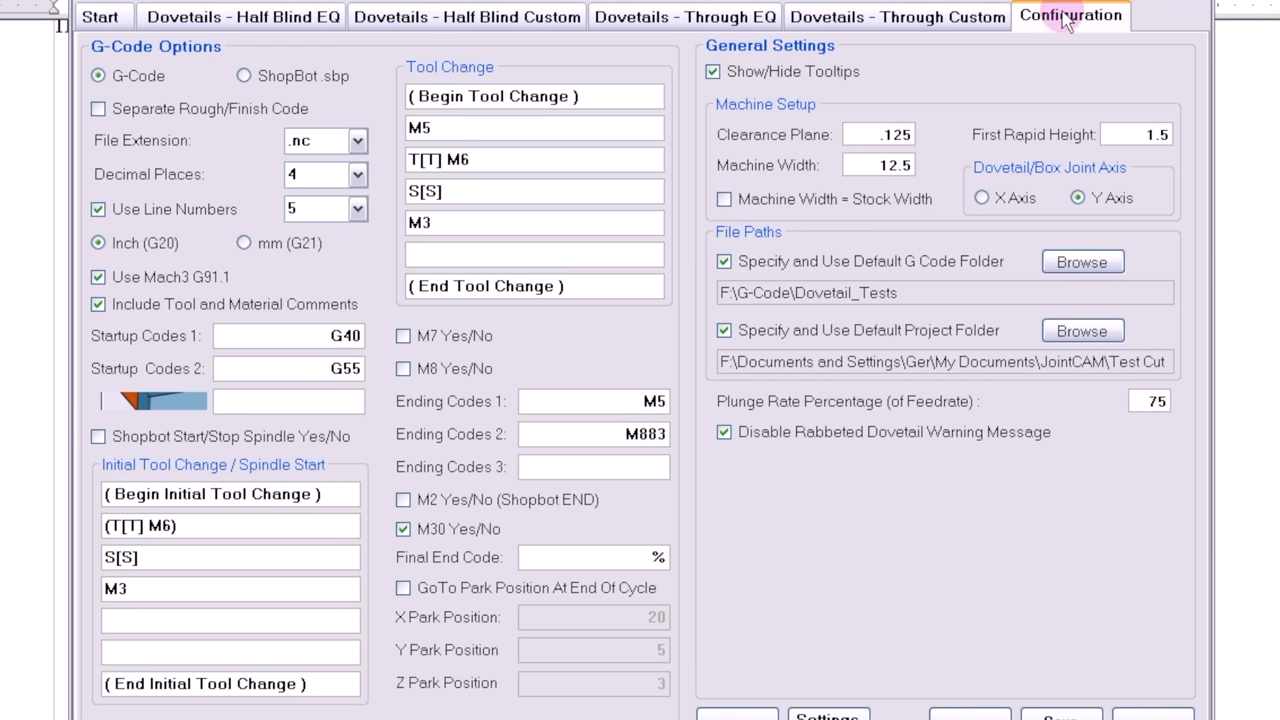 Start
Dovetails - Half Blind EQ
Dovetails - Half Blind Custom
Dovetails - Through EQ
Dovetails - Through Custom
Configuration
G-Code Options
G-Code
ShopBot .sbp
Separate Rough/Finish Code
File Extension:
.nc
Decimal Places:
4
Use Line Numbers
5
Inch (G20)
mm (G21)
Use Mach3 G91.1
Include Tool and Material Comments
Startup Codes 1:
G40
Startup Codes 2:
G55
Shopbot Start/Stop Spindle Yes/No
Initial Tool Change / Spindle Start
( Begin Initial Tool Change )
(T[T] M6)
S[S]
M3
( End Initial Tool Change )
Tool Change
( Begin Tool Change )
M5
T[T] M6
S[S]
M3
( End Tool Change )
M7 Yes/No
M8 Yes/No
Ending Codes 1:
M5
Ending Codes 2:
M883
Ending Codes 3:
M2 Yes/No (Shopbot END)
M30 Yes/No
Final End Code:
%
GoTo Park Position At End Of Cycle
X Park Position:
20
Y Park Position
5
Z Park Position
3
General Settings
Show/Hide Tooltips
Machine Setup
Clearance Plane:
.125
First Rapid Height:
1.5
Machine Width:
12.5
Dovetail/Box Joint Axis
Machine Width = Stock Width
X Axis
Y Axis
File Paths
Specify and Use Default G Code Folder
Browse
F:\G-Code\Dovetail_Tests
Specify and Use Default Project Folder
Browse
F:\Documents and Settings\Ger\My Documents\JointCAM\Test Cut
Plunge Rate Percentage (of Feedrate) :
75
Disable Rabbeted Dovetail Warning Message
Settings
Save